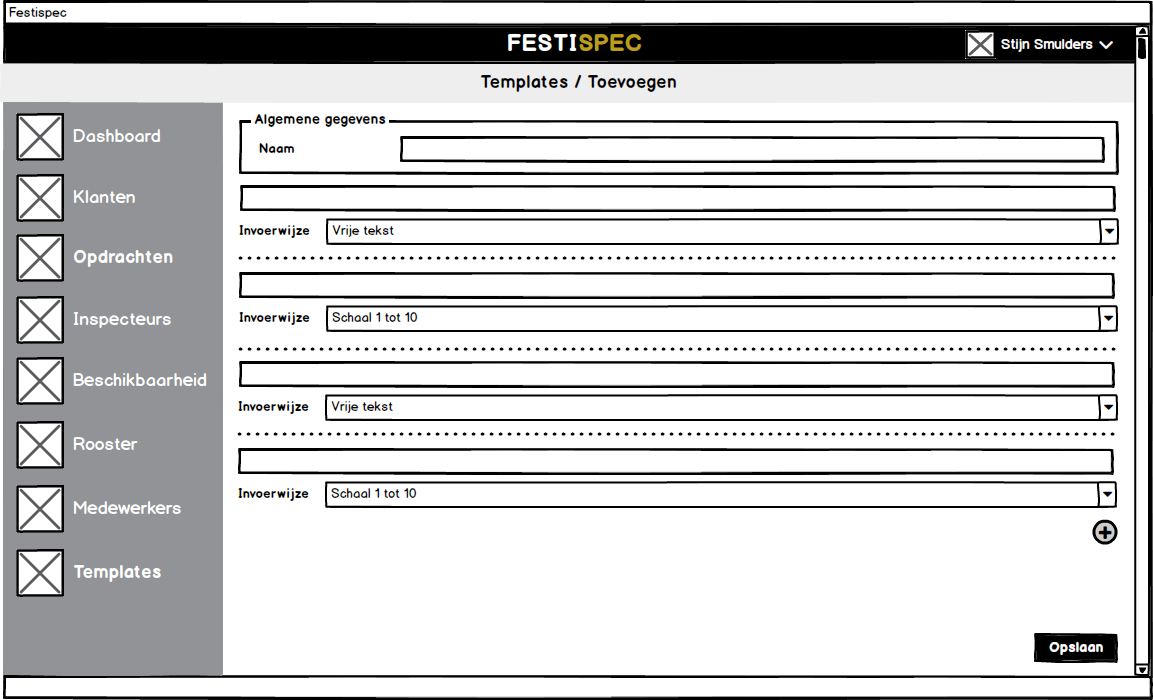 Festispec
FESTISPEC
Stijn Smulders
Templates / Toevoegen
Dashboard
Klanten
Opdrachten
Inspecteurs
Beschikbaarheid
Rooster
Medewerkers
Templates
Algemene gegevens
Naam
Invoerwijze Vrije tekst
Invoerwijze Schaal 1 tot 10
Invoerwijze Vrije tekst
Invoerwijze Schaal 1 tot 10
Opslaan